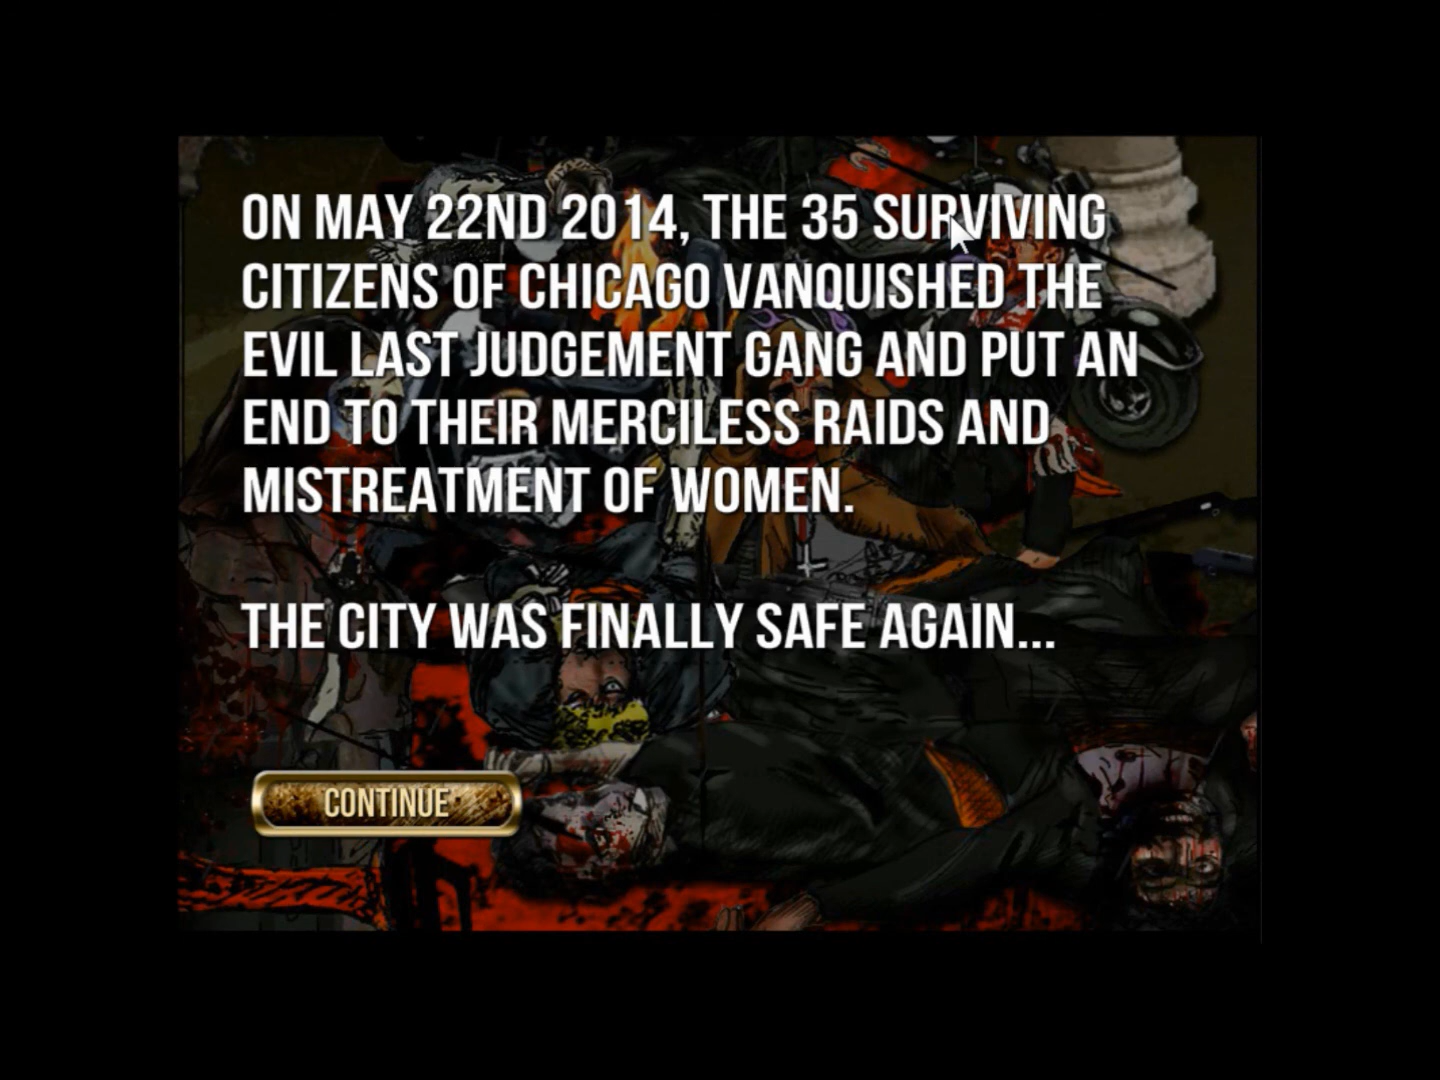 ON MAY 22ND 2014, THE 35 SURVIVING
CITIZENS OF CHICAGO VANQUISHED THE
EVIL LAST JUDGEMENT GANG AND PUT AN
END TO THEIR MERCILESS RAIDS AND
MISTREATMENT OF WOMEN.
THE CITY WAS FINALLY SAFE AGAIN...
CONTINUE